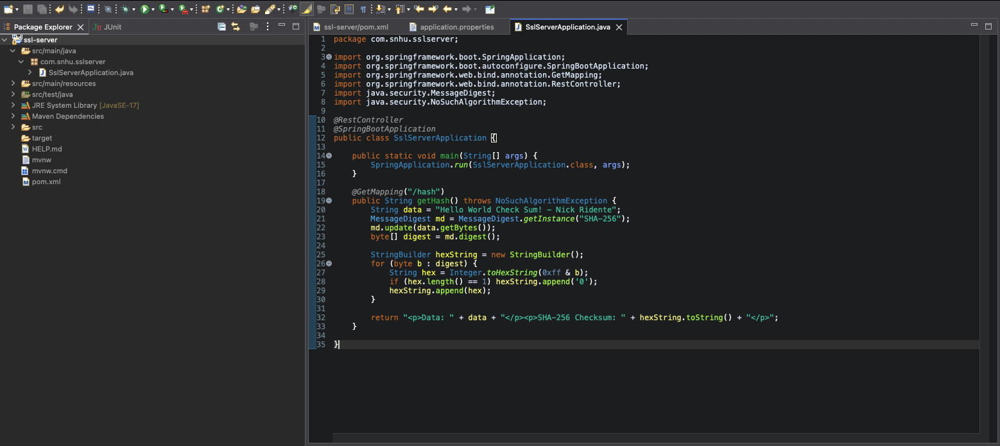 Package Explorer
JUnit
ssl-server
src/main/java
com.snhu.sslserver
SslServerApplication.java
src/main/resources
src/test/java
JRE System Library [JavaSE-17]
Maven Dependencies
src
target
HELP.md
mvnw
mvnw.cmd
pom.xml
ssl-server/pom.xml
application.properties
SslServerApplication.java
1 package com.snhu.sslserver;
2
3 import org.springframework.boot.SpringApplication;
4 import org.springframework.boot.autoconfigure.SpringBootApplication;
5 import org.springframework.web.bind.annotation.GetMapping;
6 import org.springframework.web.bind.annotation.RestController;
7 import java.security.MessageDigest;
8 import java.security.NoSuchAlgorithmException;
9
10 @RestController
11 @SpringBootApplication
12 public class SslServerApplication {
13
14     public static void main(String[] args) {
15         SpringApplication.run(SslServerApplication.class, args);
16     }
17
18     @GetMapping("/hash")
19     public String getHash() throws NoSuchAlgorithmException {
20         String data = "Hello World Check Sum! - Nick Ridente";
21         MessageDigest md = MessageDigest.getInstance("SHA-256");
22         md.update(data.getBytes());
23         byte[] digest = md.digest();
24
25         StringBuilder hexString = new StringBuilder();
26         for (byte b : digest) {
27             String hex = Integer.toHexString(0xff & b);
28             if (hex.length() == 1) hexString.append('0');
29             hexString.append(hex);
30         }
31
32         return "<p>Data: " + data + "</p><p>SHA-256 Checksum: " + hexString.toString() + "</p>";
33     }
34
35 }